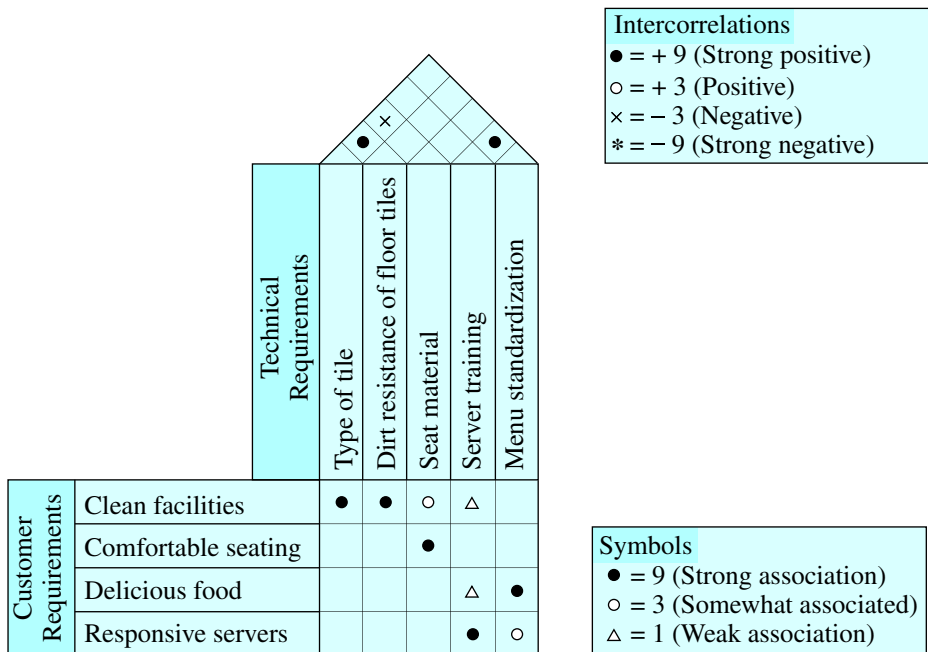 Intercorrelations
● = + 9 (Strong positive)
○ = + 3 (Positive)
× = − 3 (Negative)
* = − 9 (Strong negative)
Technical
Requirements
Type of tile
Dirt resistance of floor tiles
Seat material
Server training
Menu standardization
Customer
Requirements
Clean facilities
Comfortable seating
Delicious food
Responsive servers
Symbols
● = 9 (Strong association)
○ = 3 (Somewhat associated)
△ = 1 (Weak association)